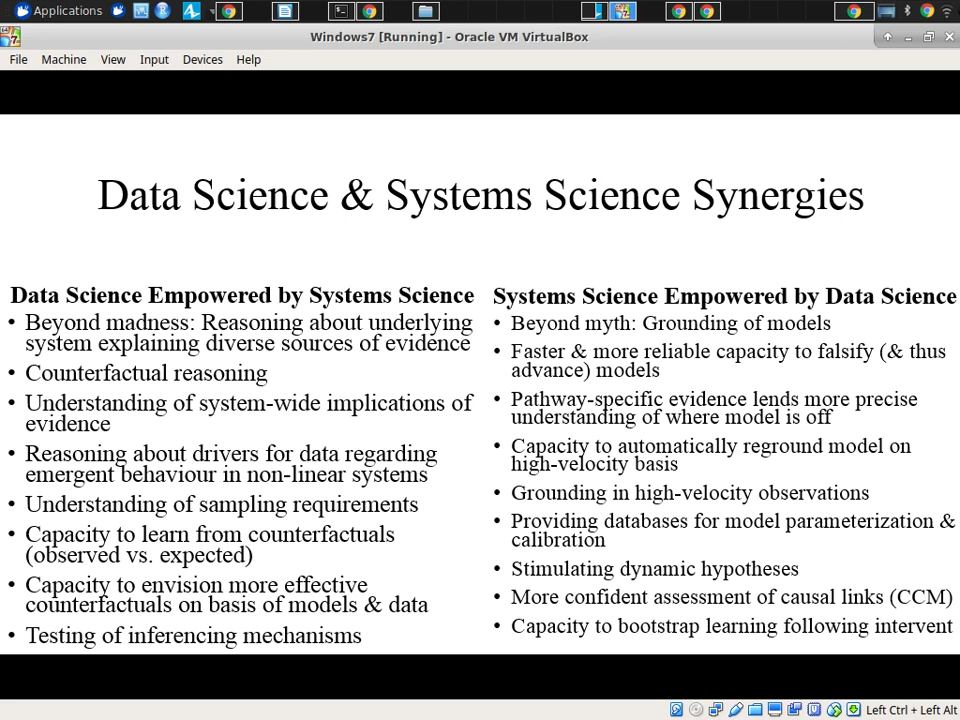 Applications
Windows7 [Running] - Oracle VM VirtualBox
File Machine View Input Devices Help
Data Science & Systems Science Synergies
Data Science Empowered by Systems Science
• Beyond madness: Reasoning about underlying
system explaining diverse sources of evidence
• Counterfactual reasoning
• Understanding of system-wide implications of
evidence
• Reasoning about drivers for data regarding
emergent behaviour in non-linear systems
• Understanding of sampling requirements
• Capacity to learn from counterfactuals
(observed vs. expected)
• Capacity to envision more effective
counterfactuals on basis of models & data
• Testing of inferencing mechanisms
Systems Science Empowered by Data Science
• Beyond myth: Grounding of models
• Faster & more reliable capacity to falsify (& thus
advance) models
• Pathway-specific evidence lends more precise
understanding of where model is off
• Capacity to automatically reground model on
high-velocity basis
• Grounding in high-velocity observations
• Providing databases for model parameterization &
calibration
• Stimulating dynamic hypotheses
• More confident assessment of causal links (CCM)
• Capacity to bootstrap learning following intervent
Left Ctrl + Left Alt